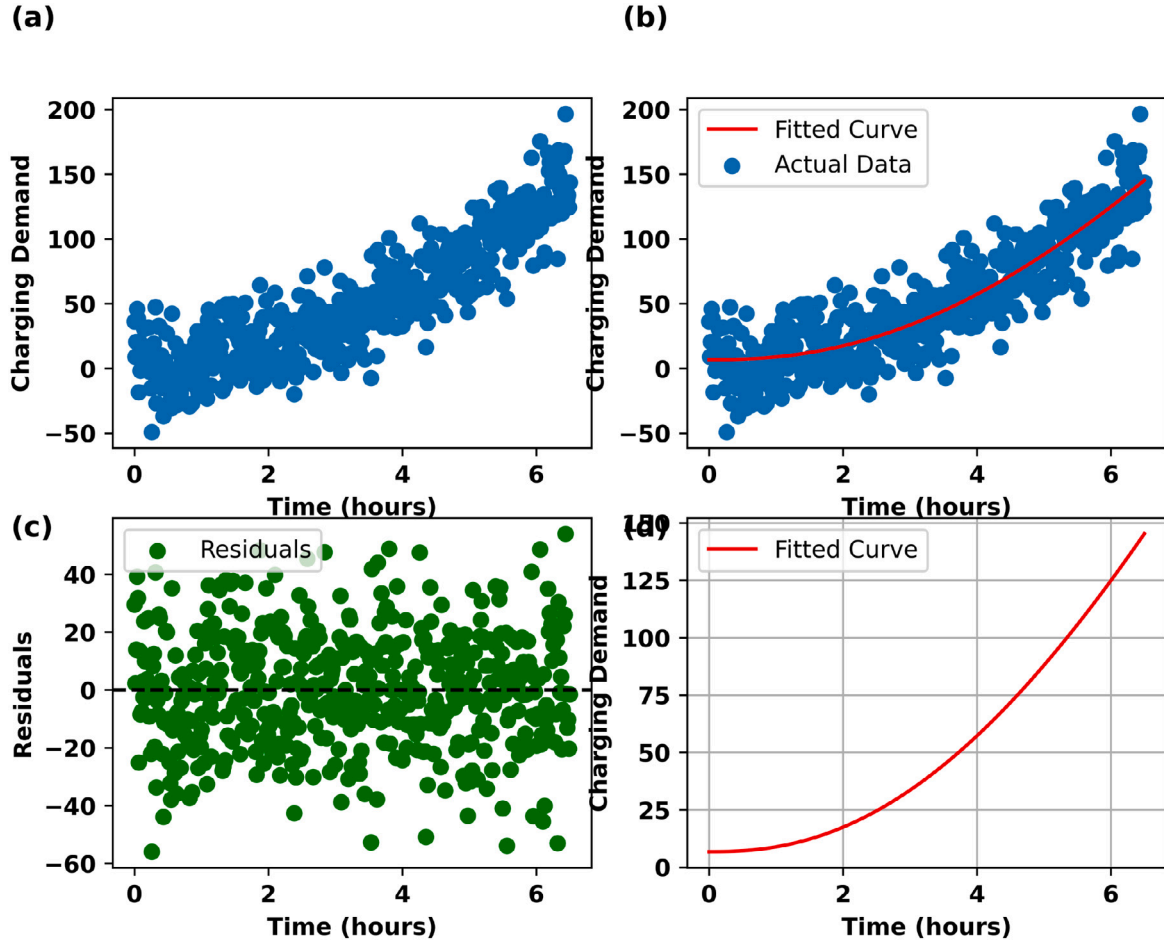 (a)
200
150
100
50
0
−50
Charging Demand
0 2 4 6
Time (hours)
(b)
200
150
100
50
0
−50
Charging Demand
Fitted Curve
Actual Data
0 2 4 6
Time (hours)
(c)
40
20
0
−20
−40
−60
Residuals
Residuals
0 2 4 6
Time (hours)
(d)
150
125
100
75
50
25
0
Charging Demand
Fitted Curve
0 2 4 6
Time (hours)